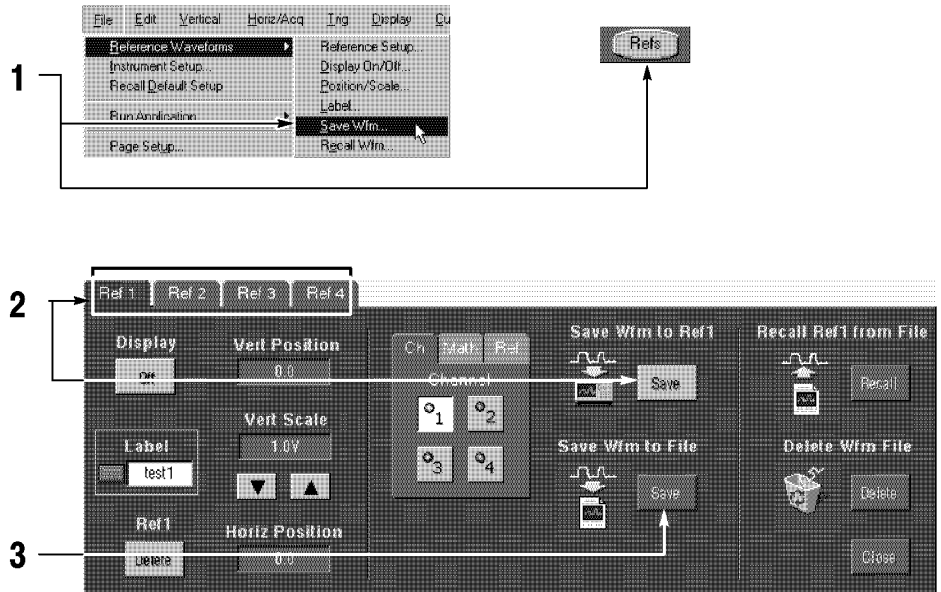 File Edit Vertical Horiz/Acq Trig Display Cu
Reference Waveforms
Instrument Setup...
Recall Default Setup
Run Application
Page Setup...
Reference Setup...
Display On/Off...
Position/Scale...
Label...
Save Wfm...
Recall Wfm...
Refs
1
2
Ref 1 Ref 2 Ref 3 Ref 4
Display
Off
Label
test1
Ref1
Delete
Vert Position
0.0
Vert Scale
1.0V
Horiz Position
0.0
Ch Math Ref
Channel
1 2
3 4
Save Wfm to Ref1
Save
Save Wfm to File
Save
Recall Ref1 from File
Recall
Delete Wfm File
Delete
Close
3